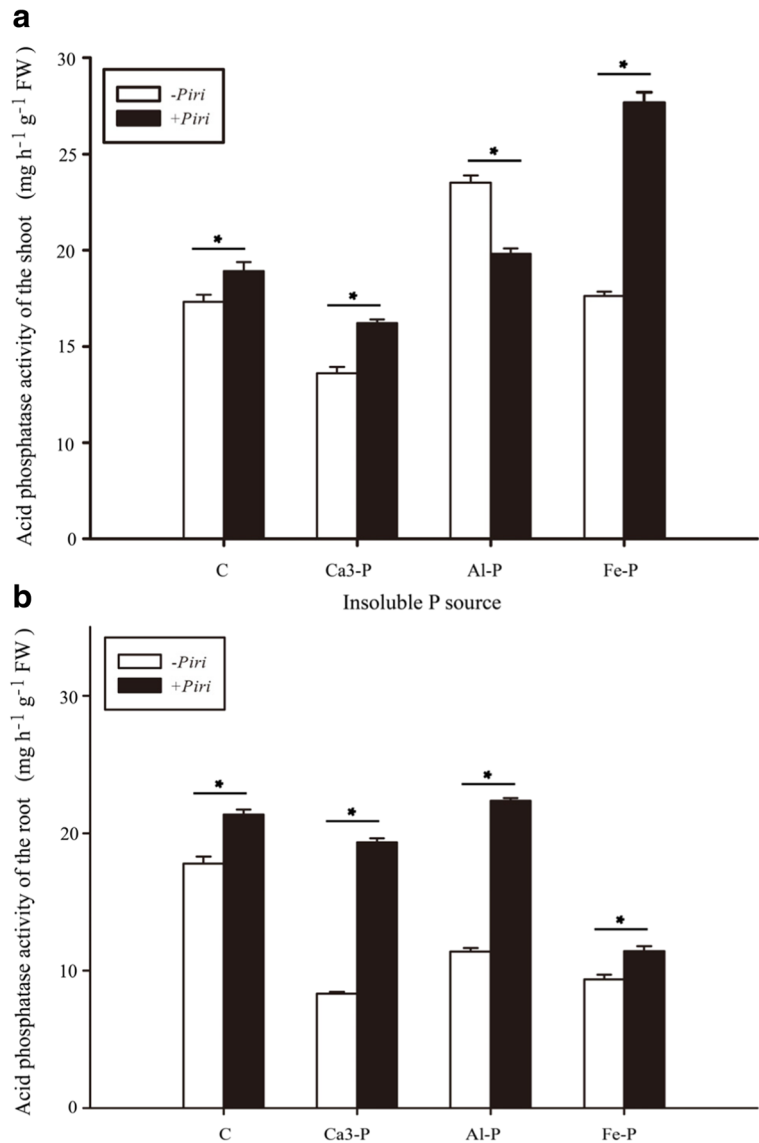 a
Acid phosphatase activity of the shoot (mg h⁻¹ g⁻¹ FW )
30
25
20
15
10
0
-Piri
+Piri
*
*
*
*
C
Ca3-P
Al-P
Fe-P
Insoluble P source
b
Acid phosphatase activity of the root (mg h⁻¹ g⁻¹ FW )
30
20
10
0
-Piri
+Piri
*
*
*
*
C
Ca3-P
Al-P
Fe-P